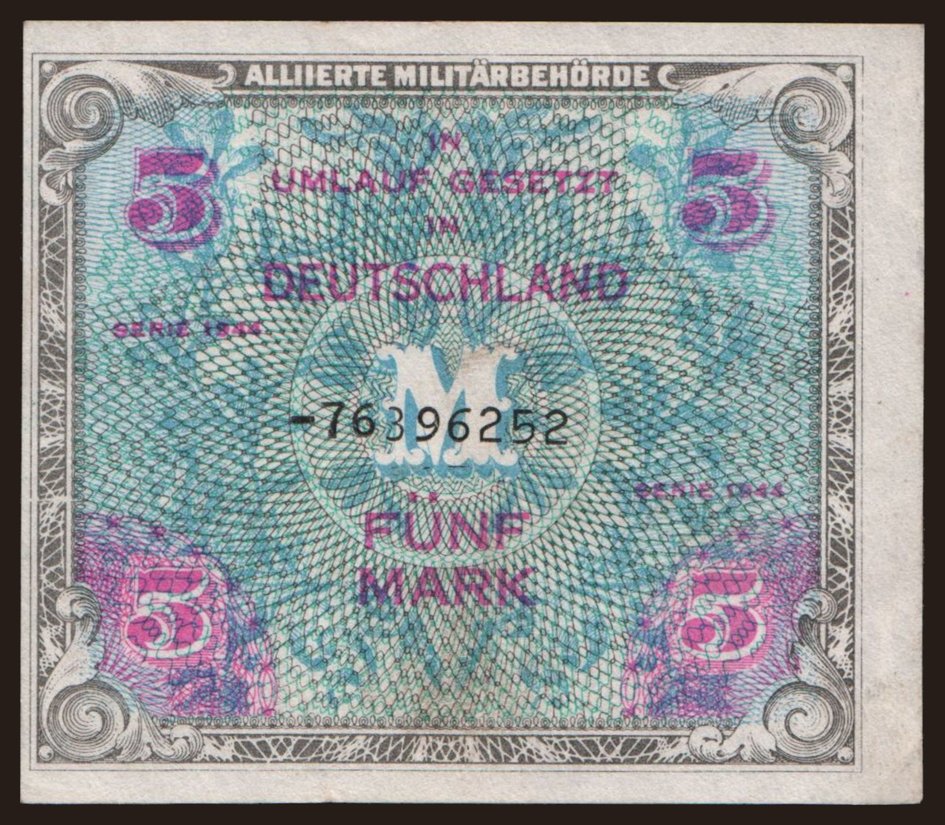 ALLIIERTE MILITÄRBEHÖRDE
IN
UMLAUF GESETZT
IN
DEUTSCHLAND
5 5
SERIE 1944
M
-76396252
SERIE 1944
FÜNF
MARK
5 5